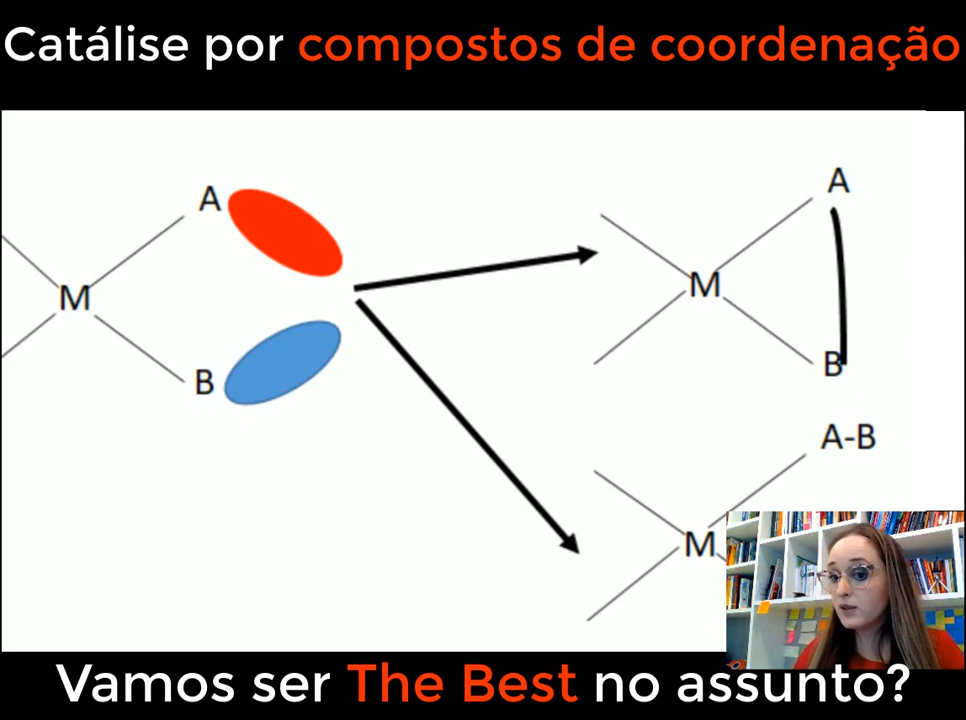 Catálise por compostos de coordenação
A
M
B
A
M
B
A-B
M
Vamos ser The Best no assunto?